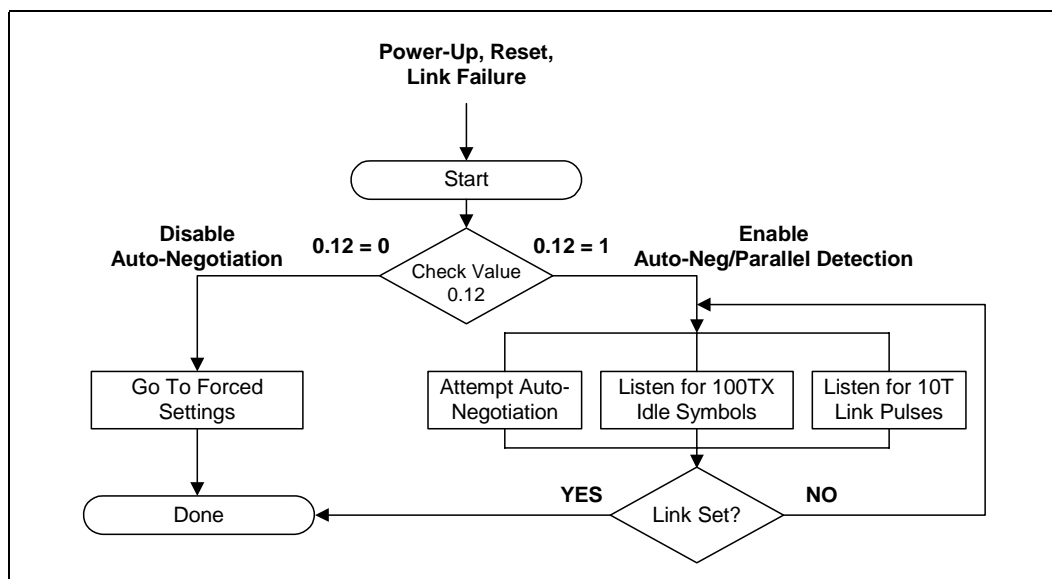 Power-Up, Reset,
Link Failure
Start
Disable
Auto-Negotiation
0.12 = 0
0.12 = 1
Enable
Auto-Neg/Parallel Detection
Check Value
0.12
Go To Forced
Settings
Attempt Auto-
Negotiation
Listen for 100TX
Idle Symbols
Listen for 10T
Link Pulses
Done
YES
Link Set?
NO